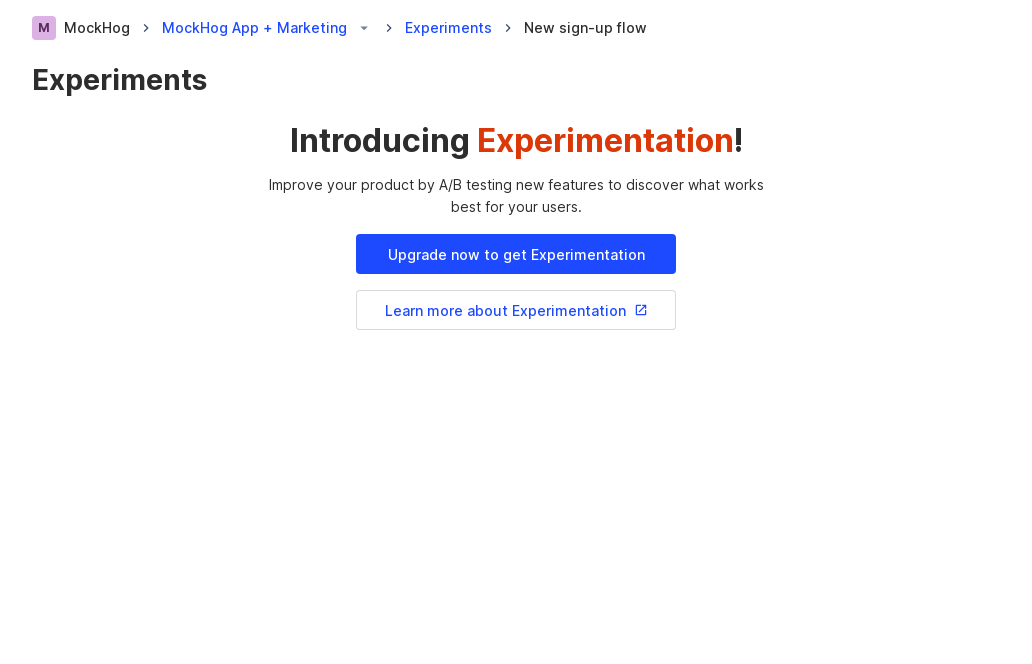 M MockHog MockHog App + Marketing Experiments New sign-up flow
Experiments
Introducing Experimentation!
Improve your product by A/B testing new features to discover what works
best for your users.
Upgrade now to get Experimentation
Learn more about Experimentation